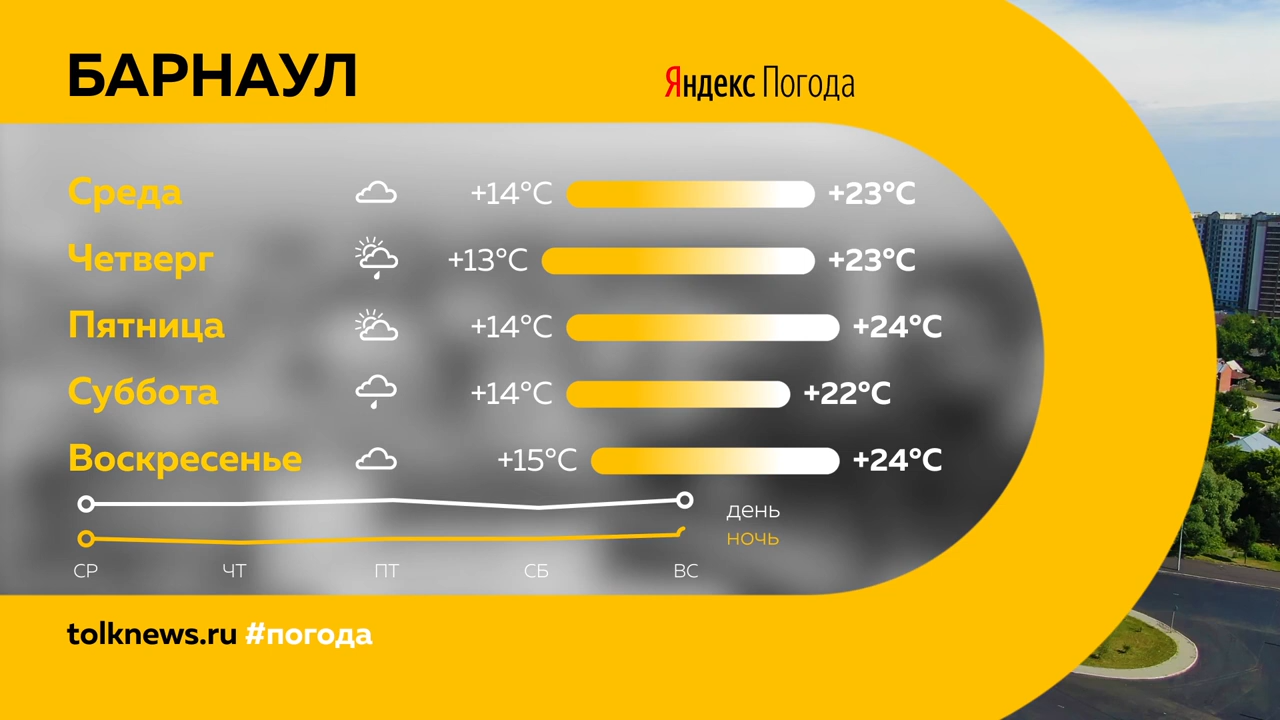 БАРНАУЛ
Яндекс Погода
Среда +14°C +23°C
Четверг +13°C +23°C
Пятница +14°C +24°C
Суббота +14°C +22°C
Воскресенье +15°C +24°C
день
ночь
СР ЧТ ПТ СБ ВС
tolknews.ru #погода